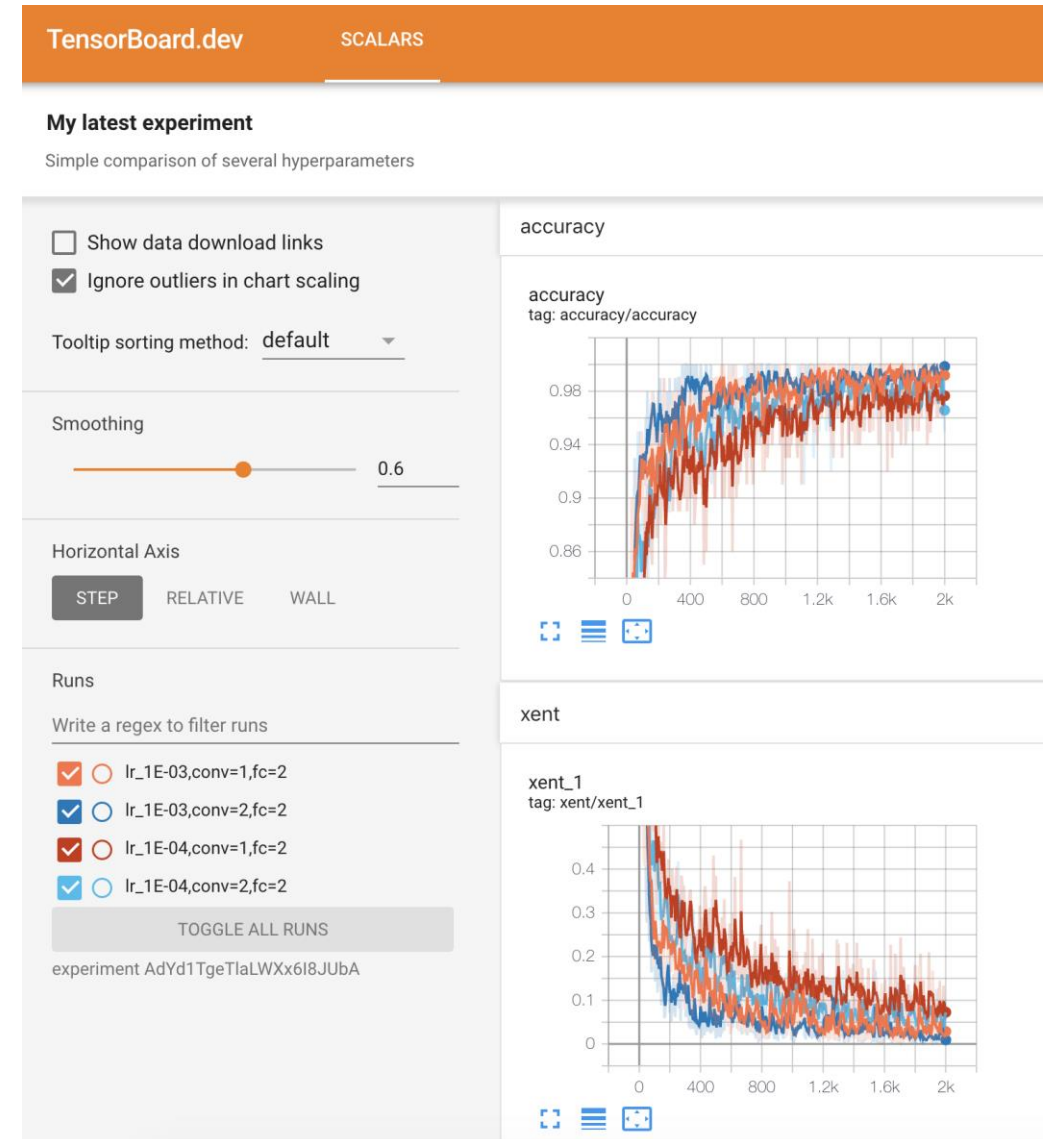 TensorBoard.dev SCALARS
My latest experiment
Simple comparison of several hyperparameters
Show data download links
Ignore outliers in chart scaling
Tooltip sorting method: default
Smoothing
0.6
Horizontal Axis
STEP RELATIVE WALL
Runs
Write a regex to filter runs
lr_1E-03,conv=1,fc=2
lr_1E-03,conv=2,fc=2
lr_1E-04,conv=1,fc=2
lr_1E-04,conv=2,fc=2
TOGGLE ALL RUNS
experiment AdYd1TgeTlaLWXx6I8JUbA
accuracy
accuracy
tag: accuracy/accuracy
0.98
0.94
0.9
0.86
0 400 800 1.2k 1.6k 2k
xent
xent_1
tag: xent/xent_1
0.4
0.3
0.2
0.1
0
0 400 800 1.2k 1.6k 2k